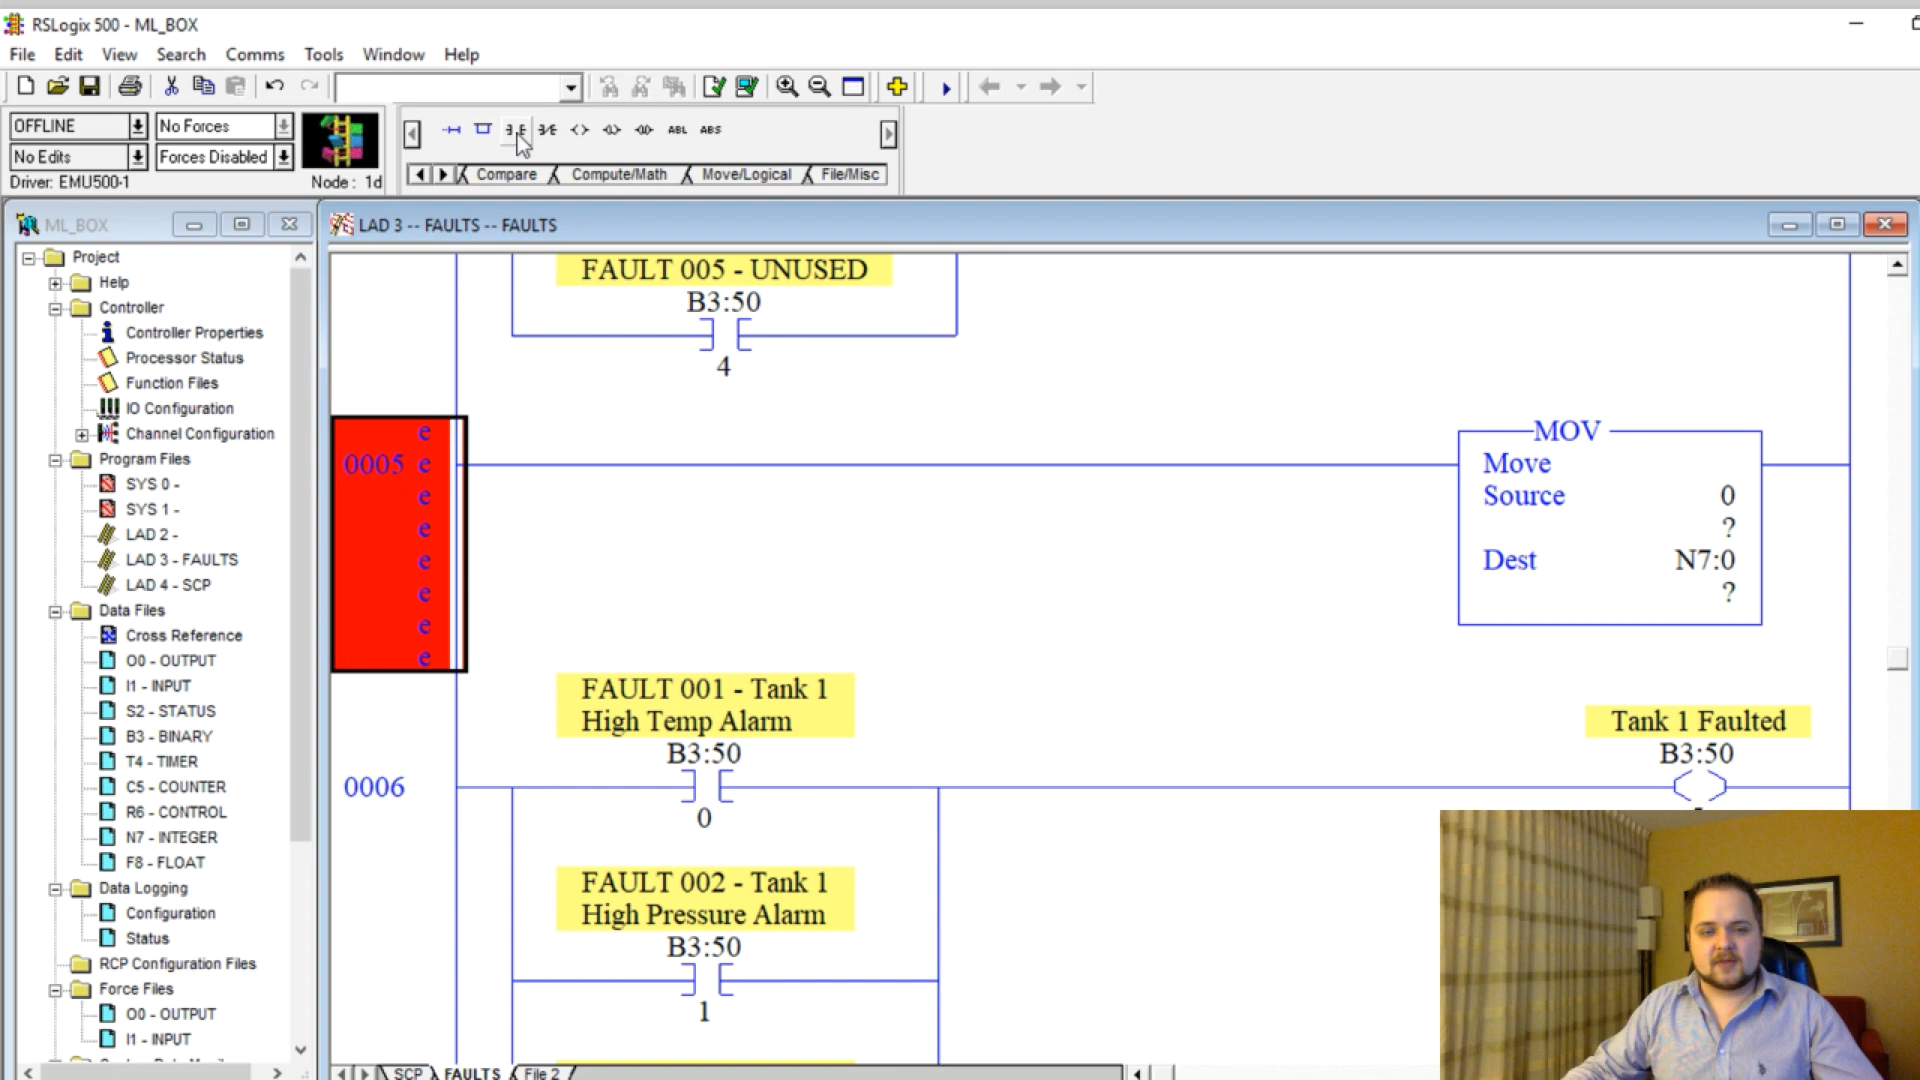 RSLogix 500 - ML_BOX
File Edit View Search Comms Tools Window Help
OFFLINE No Forces
No Edits Forces Disabled
Driver: EMU500-1 Node : 1d
ABL ABS
Compare Compute/Math Move/Logical File/Misc
ML_BOX
Project
Help
Controller
Controller Properties
Processor Status
Function Files
IO Configuration
Channel Configuration
Program Files
SYS 0 -
SYS 1 -
LAD 2 -
LAD 3 - FAULTS
LAD 4 - SCP
Data Files
Cross Reference
O0 - OUTPUT
I1 - INPUT
S2 - STATUS
B3 - BINARY
T4 - TIMER
C5 - COUNTER
R6 - CONTROL
N7 - INTEGER
F8 - FLOAT
Data Logging
Configuration
Status
RCP Configuration Files
Force Files
O0 - OUTPUT
I1 - INPUT
LAD 3 -- FAULTS -- FAULTS
FAULT 005 - UNUSED
B3:50
4
e
0005 e
e
e
e
e
e
e
MOV
Move
Source 0
?
Dest N7:0
?
FAULT 001 - Tank 1
High Temp Alarm
B3:50
0006
0
Tank 1 Faulted
B3:50
FAULT 002 - Tank 1
High Pressure Alarm
B3:50
1
SCP FAULTS File 2